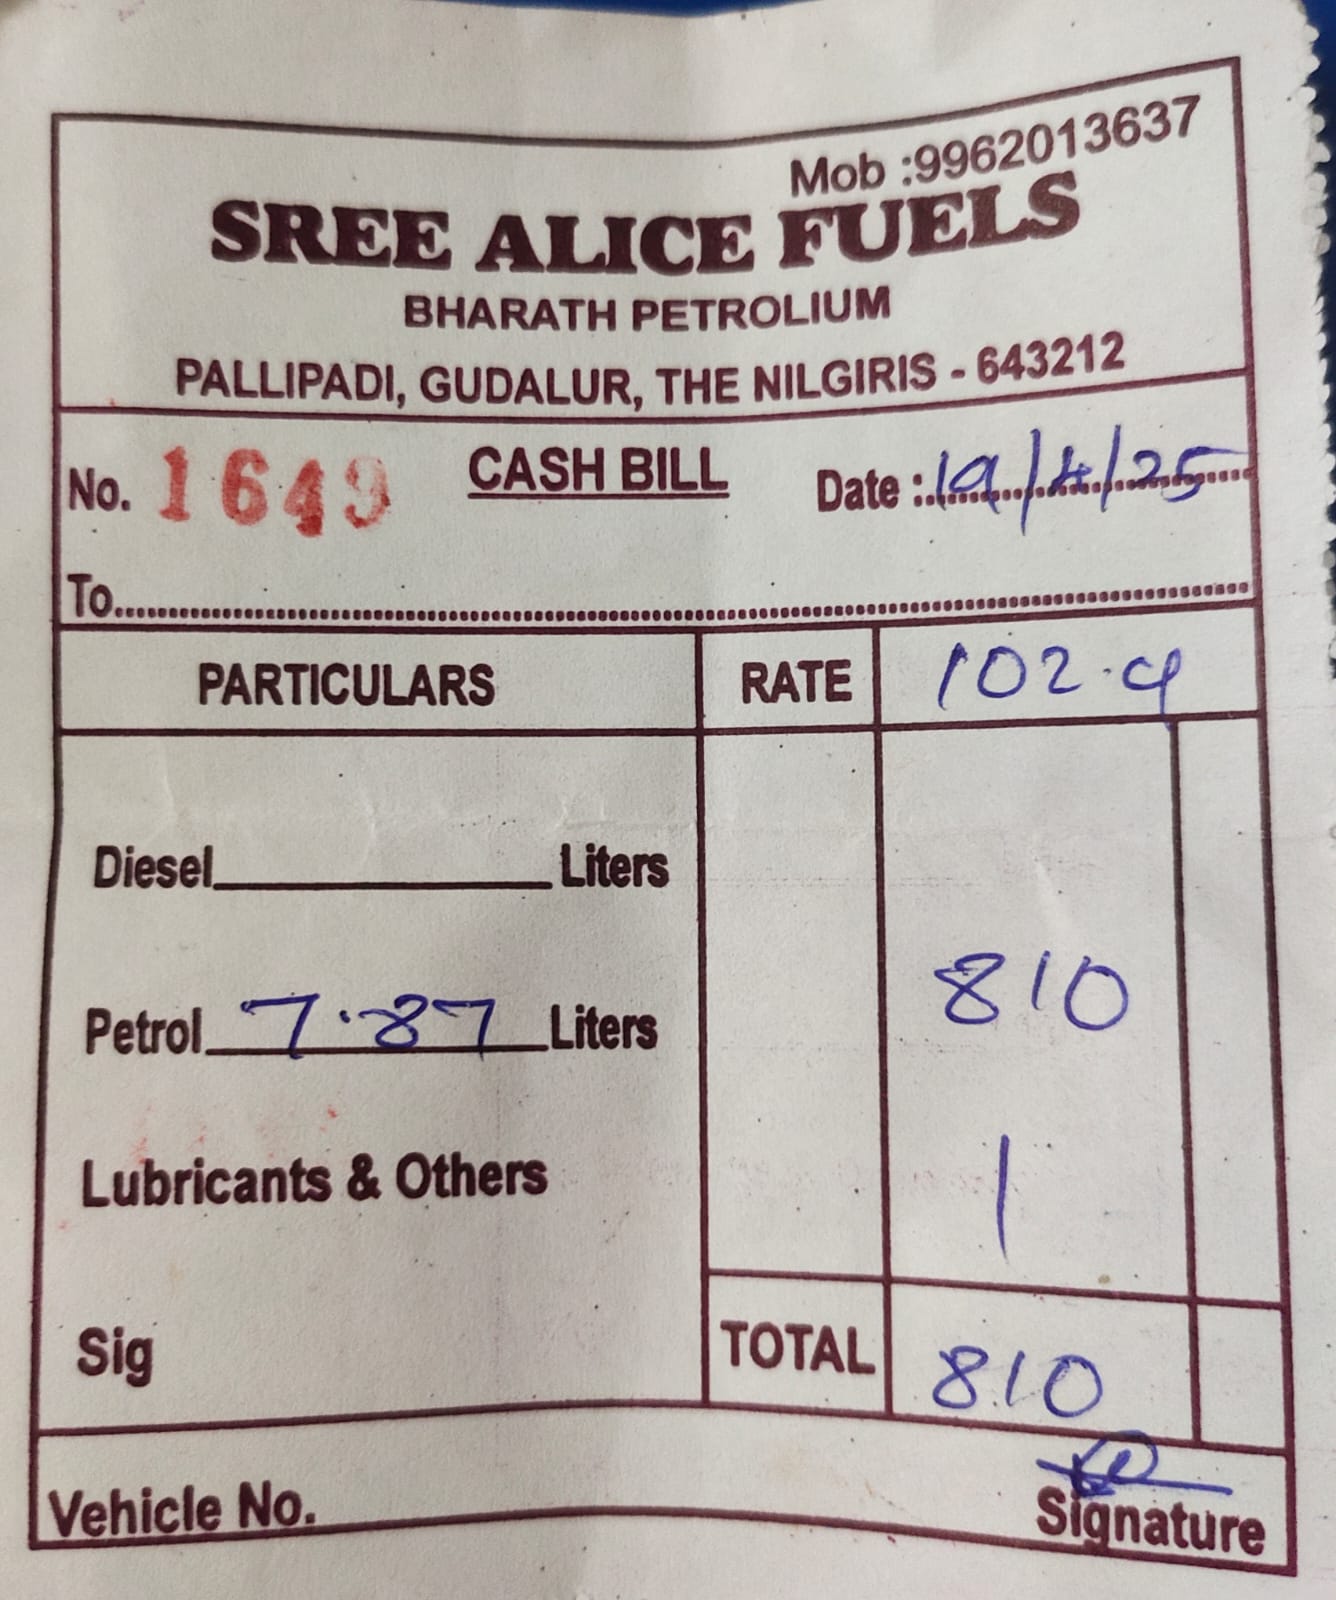 Mob :9962013637
SREE ALICE FUELS
BHARATH PETROLIUM
PALLIPADI, GUDALUR, THE NILGIRIS - 643212
No. 1649 CASH BILL Date : 19/4/25
To
PARTICULARS RATE 102.9
Diesel Liters
Petrol 7.87 Liters 810
Lubricants & Others
Sig TOTAL 810
Vehicle No. Signature